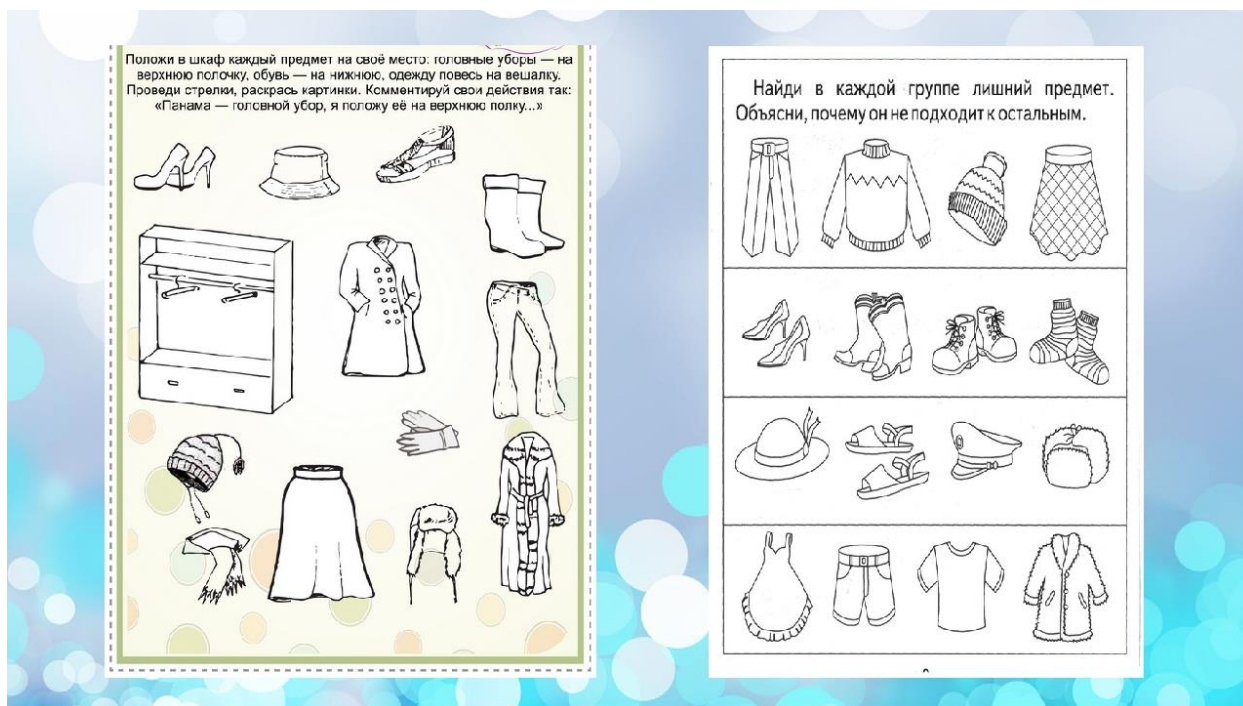 Положи в шкаф каждый предмет на своё место: головные уборы — на
верхнюю полочку, обувь — на нижнюю, одежду повесь на вешалку.
Проведи стрелки, раскрась картинки. Комментируй свои действия так:
«Панама — головной убор, я положу её на верхнюю полку...»
Найди в каждой группе лишний предмет.
Объясни, почему он не подходит к остальным.